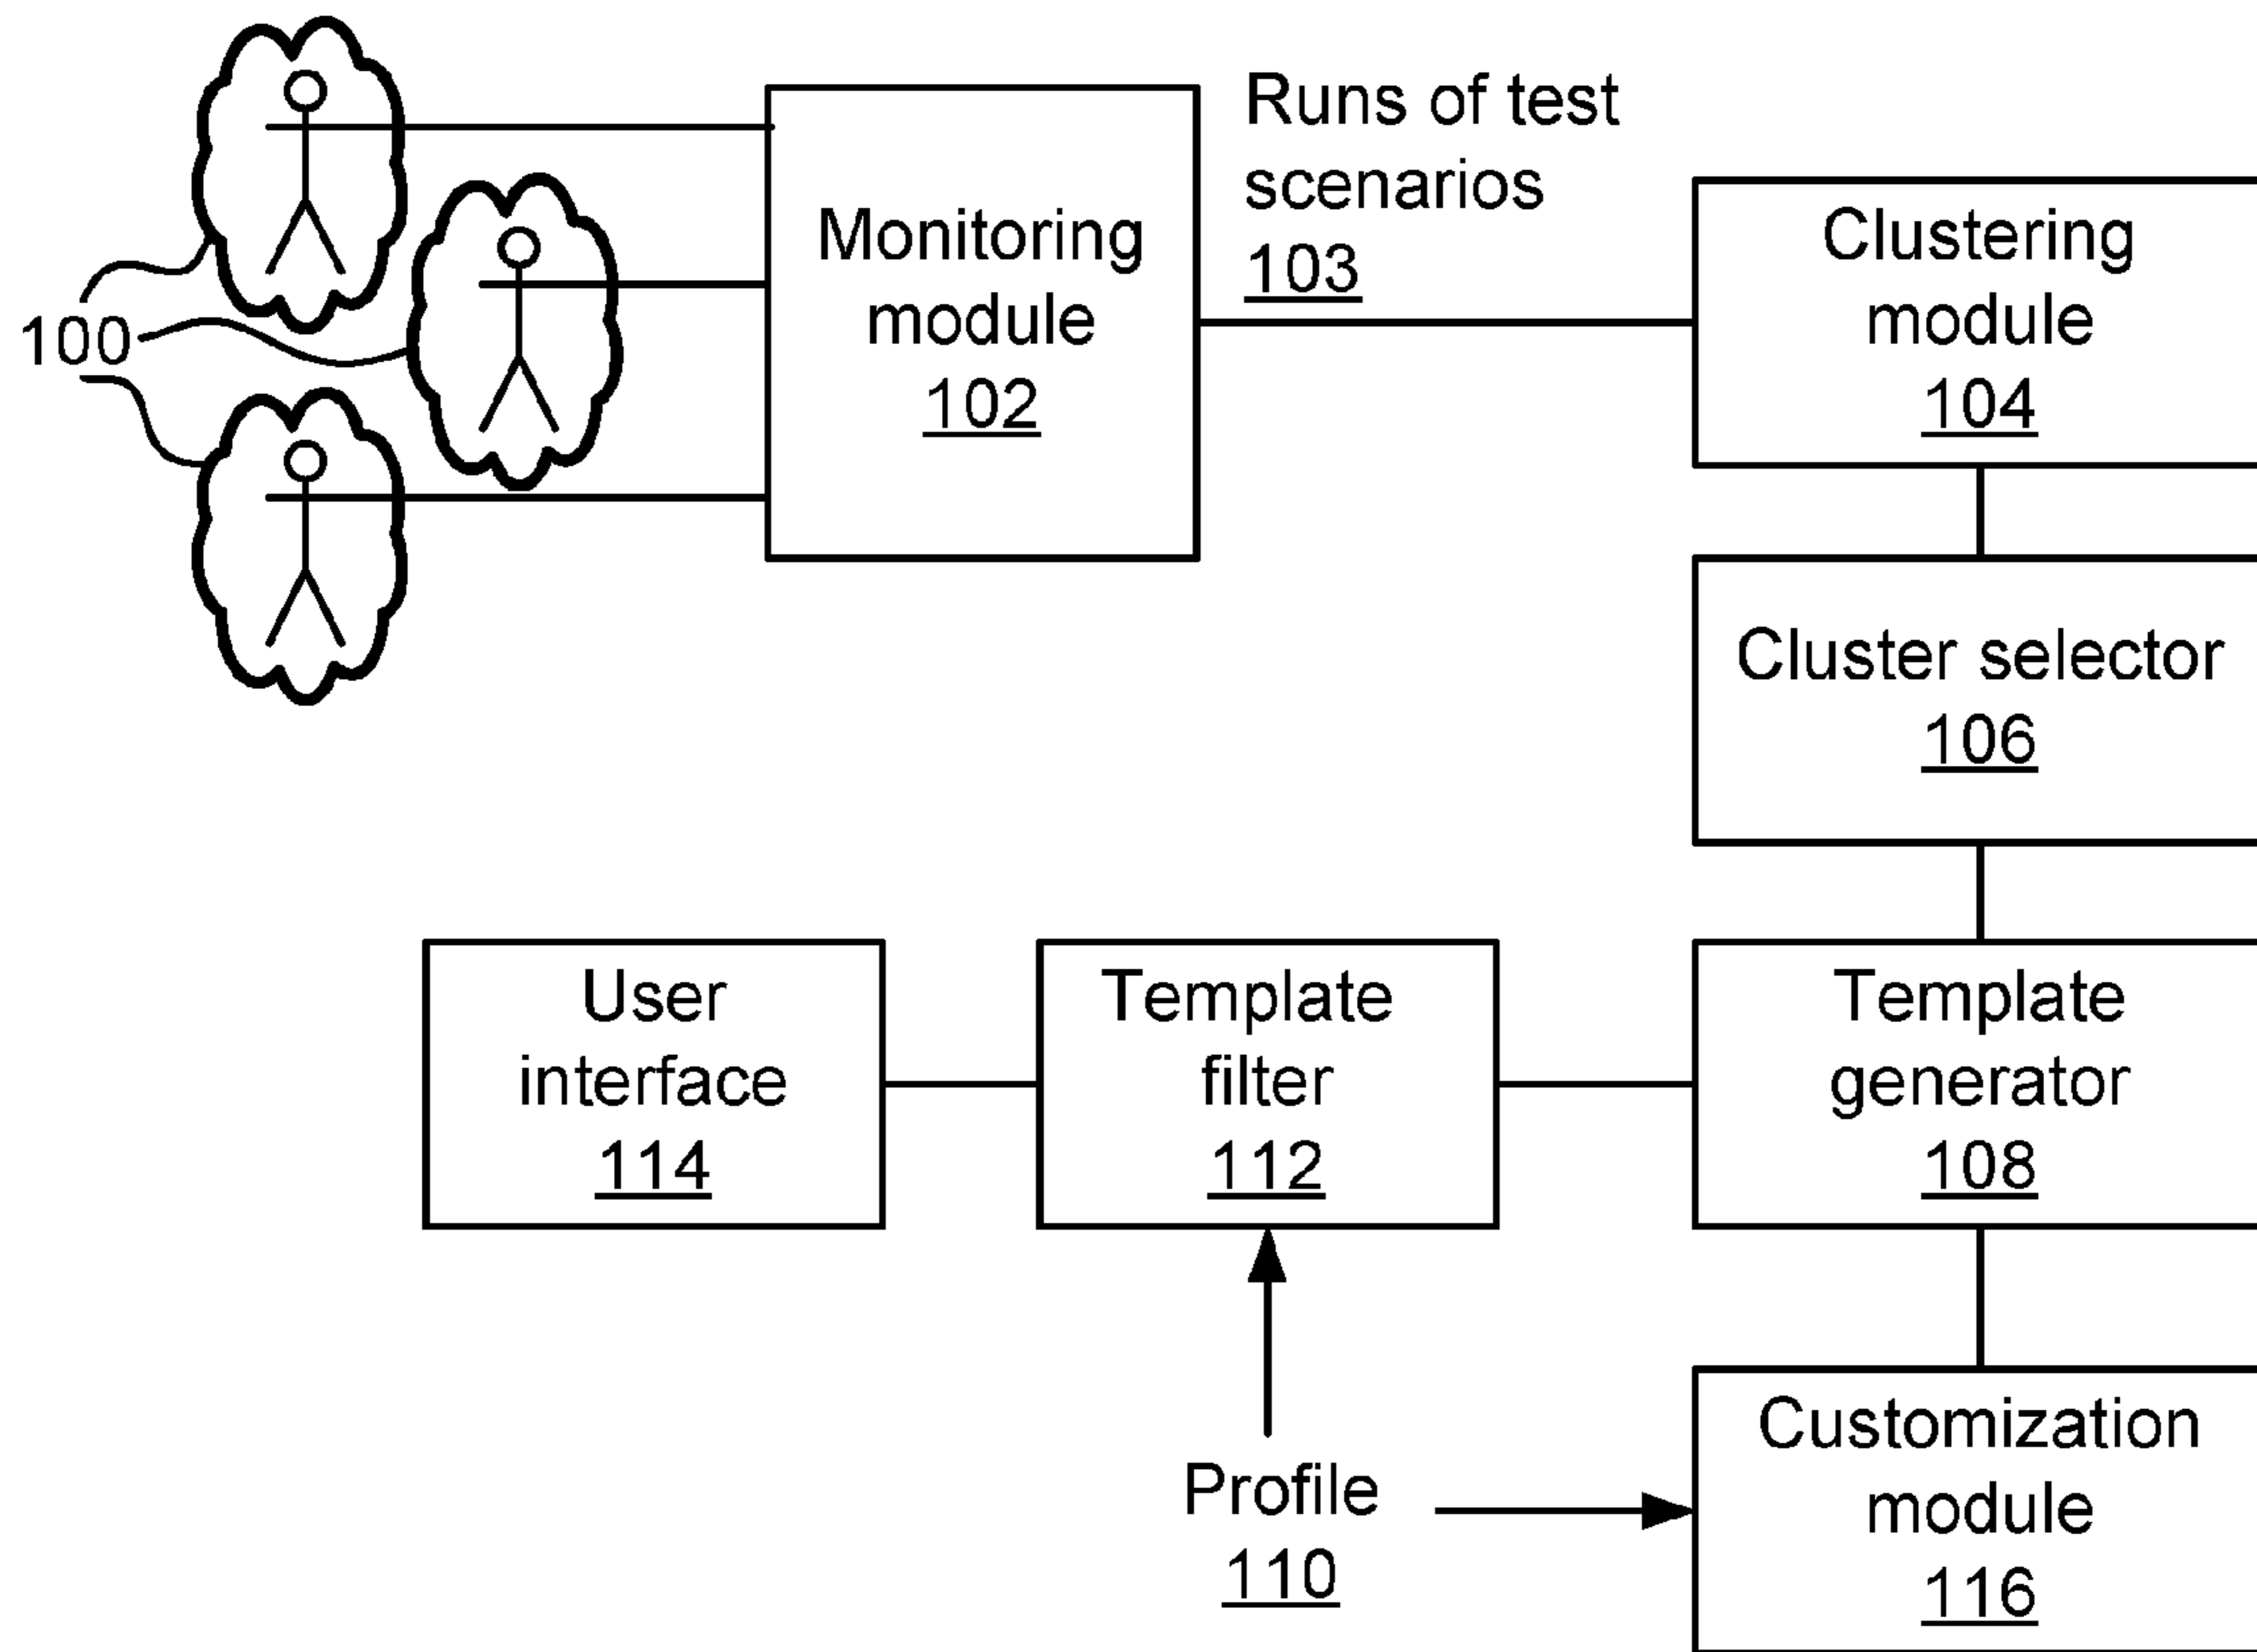 100
Monitoring
module
102
Runs of test
scenarios
103
Clustering
module
104
Cluster selector
106
User
interface
114
Template
filter
112
Template
generator
108
Profile
110
Customization
module
116